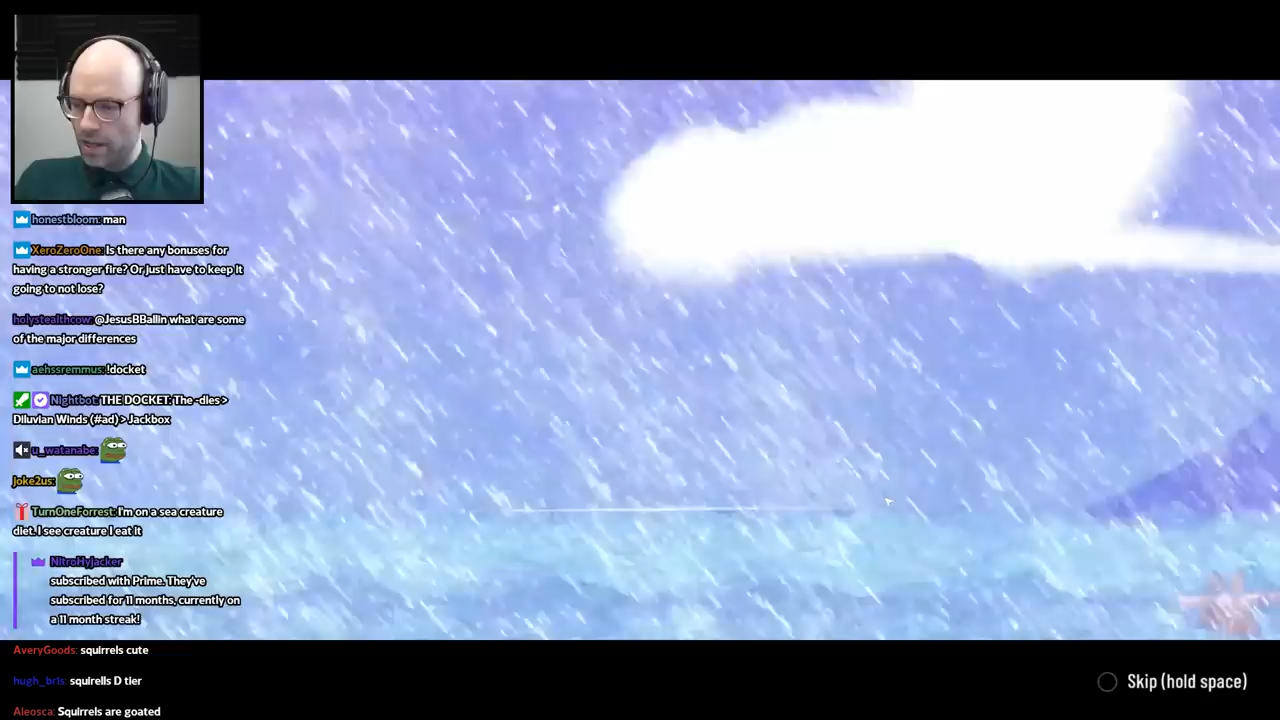 honestbloom: man
XeroZeroOne: Is there any bonuses for
having a stronger fire? Or just have to keep it
going to not lose?
holystealthcow: @JesusBBallin what are some
of the major differences
aehssremmus: !docket
Nightbot: THE DOCKET: The -dies >
Diluvian Winds (#ad) > Jackbox
u_watanabe:
Joke2us:
TurnOneForrest: I'm on a sea creature
diet. I see creature I eat it
NitroHyjacker
subscribed with Prime. They've
subscribed for 11 months, currently on
a 11 month streak!
AveryGoods: squirrels cute
hugh_bris: squirells D tier
Aleosca: Squirrels are goated
Skip (hold space)